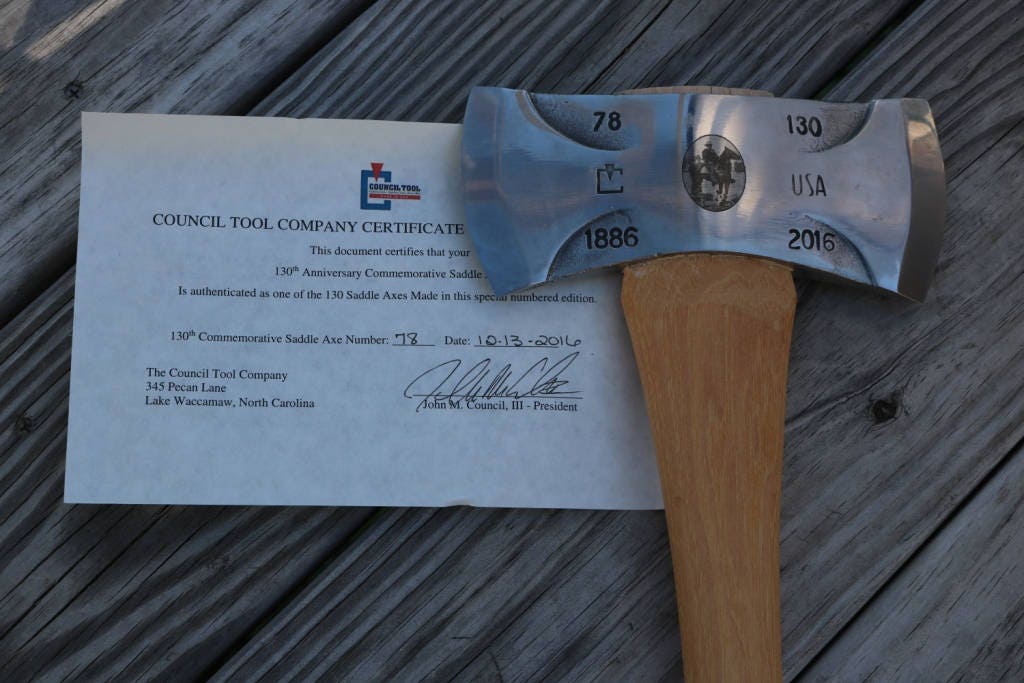 COUNCIL TOOL
MADE IN USA
COUNCIL TOOL COMPANY CERTIFICATE
This document certifies that your
130th Anniversary Commemorative Saddle
Is authenticated as one of the 130 Saddle Axes Made in this special numbered edition.
130th Commemorative Saddle Axe Number: 78 Date: 10-13-2016
The Council Tool Company
345 Pecan Lane
Lake Waccamaw, North Carolina
John M. Council, III - President
78 130
USA
1886 2016